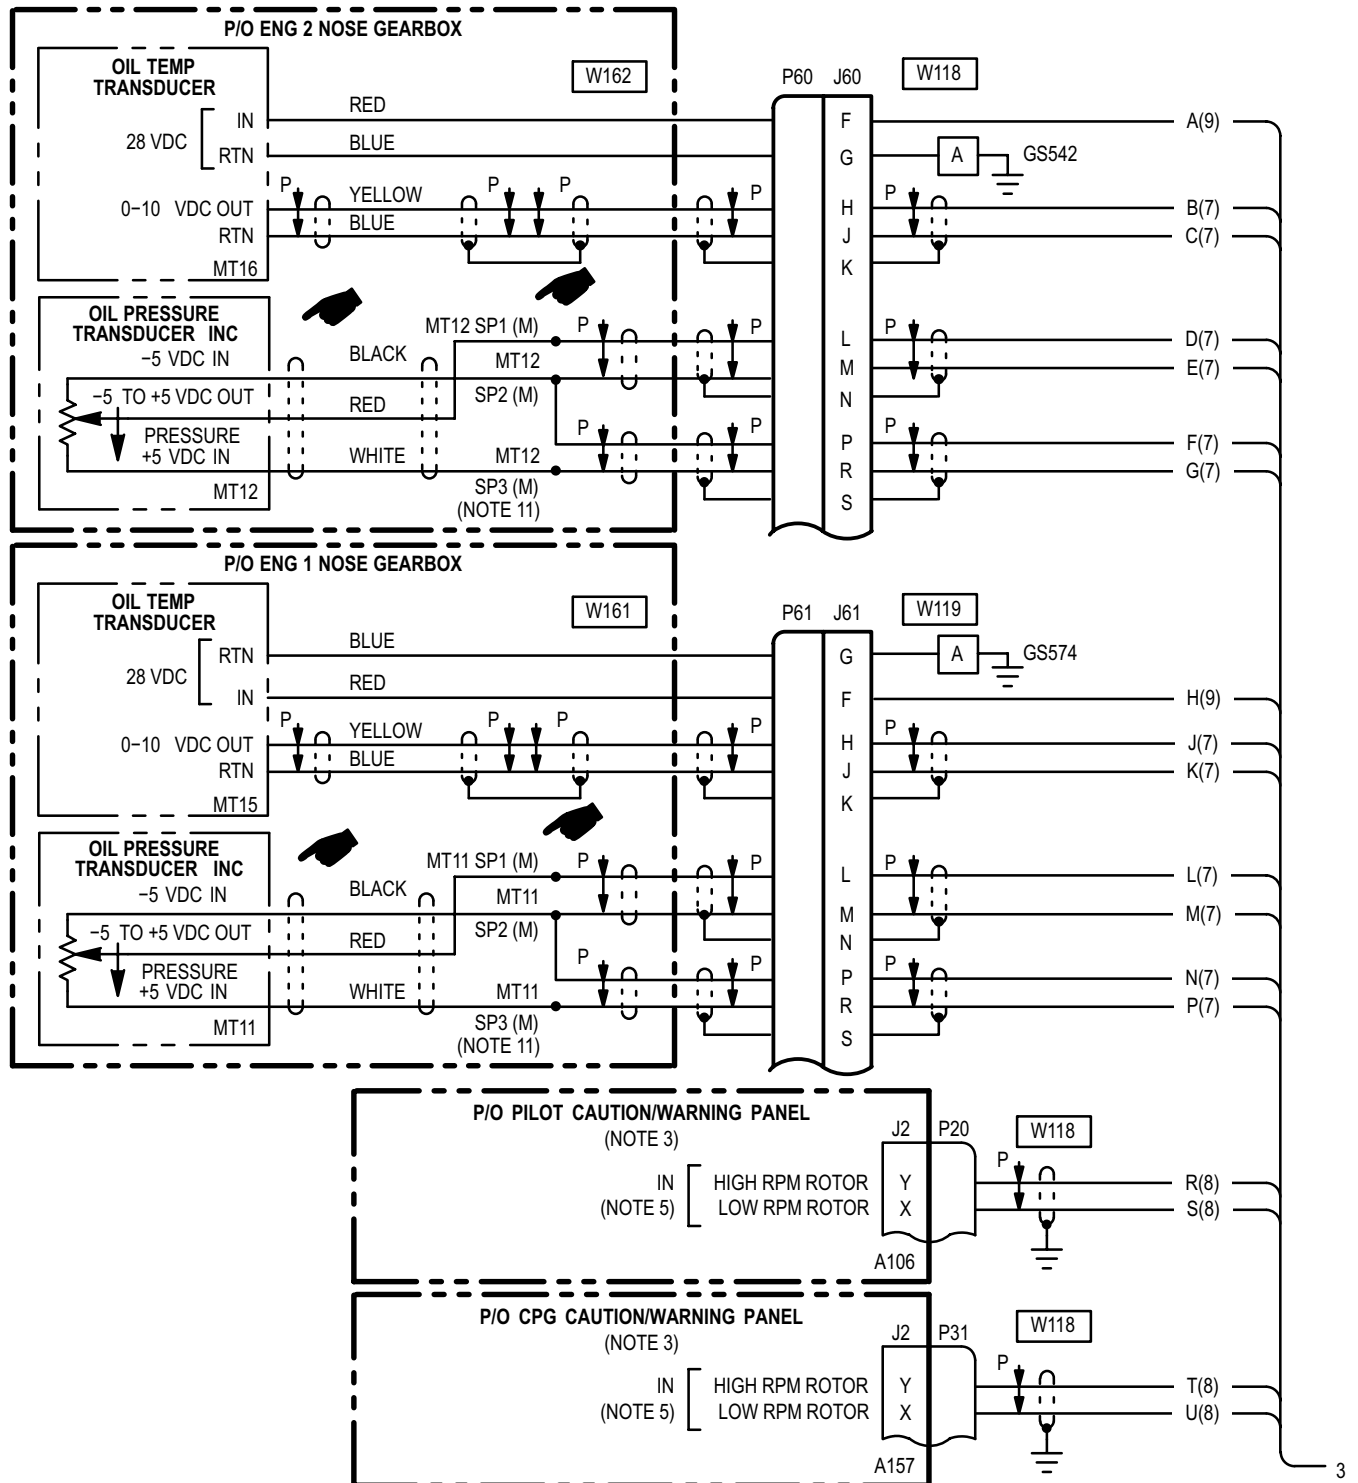 P/O ENG 2 NOSE GEARBOX
OIL TEMP
TRANSDUCER
W162
P60 J60
W118
28 VDC
IN
RED
F
A(9)
RTN
BLUE
G
A
GS542
P
P
P
P
P
0–10 VDC OUT
YELLOW
H
B(7)
RTN
BLUE
J
C(7)
MT16
K
OIL PRESSURE
TRANSDUCER INC
–5 VDC IN
BLACK
MT12 SP1 (M)
P
P
P
L
D(7)
MT12
M
E(7)
–5 TO +5 VDC OUT
RED
SP2 (M)
N
PRESSURE
+5 VDC IN
WHITE
MT12
P
P
P
P
F(7)
R
G(7)
MT12
SP3 (M)
(NOTE 11)
S
P/O ENG 1 NOSE GEARBOX
OIL TEMP
TRANSDUCER
W161
P61 J61
W119
28 VDC
RTN
BLUE
G
A
GS574
IN
RED
F
H(9)
P
P
P
P
P
0–10 VDC OUT
YELLOW
H
J(7)
RTN
BLUE
J
K(7)
MT15
K
OIL PRESSURE
TRANSDUCER INC
–5 VDC IN
BLACK
MT11 SP1 (M)
P
P
P
L
L(7)
MT11
M
M(7)
–5 TO +5 VDC OUT
RED
SP2 (M)
N
PRESSURE
+5 VDC IN
WHITE
MT11
P
P
P
P
N(7)
R
P(7)
MT11
SP3 (M)
(NOTE 11)
S
P/O PILOT CAUTION/WARNING PANEL
(NOTE 3)
J2 P20
W118
P
IN
(NOTE 5)
HIGH RPM ROTOR
Y
R(8)
LOW RPM ROTOR
X
S(8)
A106
P/O CPG CAUTION/WARNING PANEL
(NOTE 3)
J2 P31
W118
P
IN
(NOTE 5)
HIGH RPM ROTOR
Y
T(8)
LOW RPM ROTOR
X
U(8)
A157
3